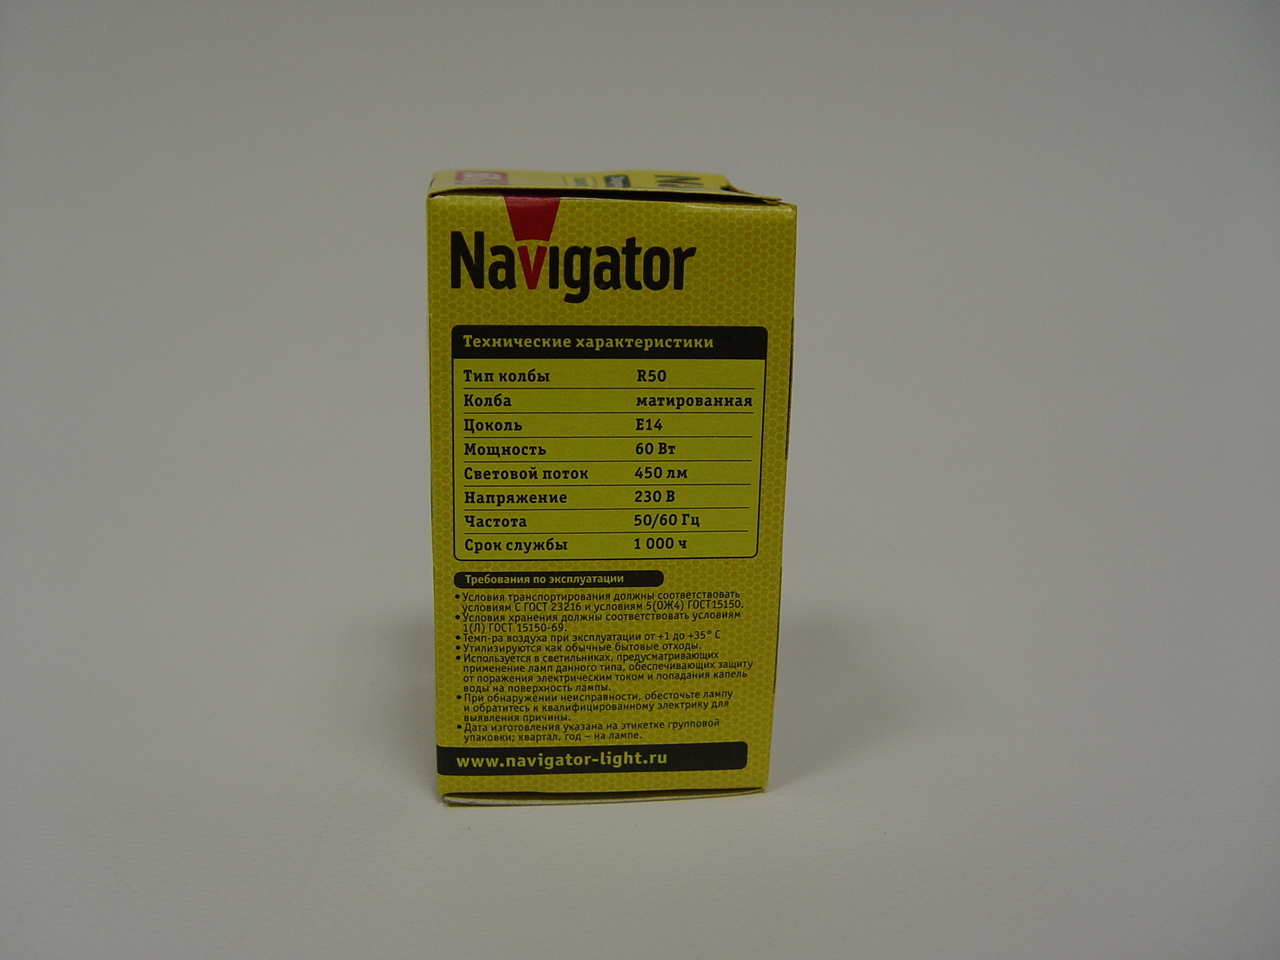 Navigator
Технические характеристики
Тип колбы R50
Колба матированная
Цоколь E14
Мощность 60 Вт
Световой поток 450 лм
Напряжение 230 В
Частота 50/60 Гц
Срок службы 1 000 ч
Требования по эксплуатации
• Условия транспортирования должны соответствовать
условиям С ГОСТ 23216 и условиям 5(ОЖ4) ГОСТ15150.
• Условия хранения должны соответствовать условиям
1(Л) ГОСТ 15150-69.
• Темп-ра воздуха при эксплуатации от +1 до +35° С
• Утилизируются как обычные бытовые отходы.
• Используется в светильниках, предусматривающих
применение ламп данного типа, обеспечивающих защиту
от поражения электрическим током и попадания капель
воды на поверхность лампы.
• При обнаружении неисправности, обесточьте лампу
и обратитесь к квалифицированному электрику для
выявления причины.
• Дата изготовления указана на этикетке групповой
упаковки; квартал, год – на лампе.
www.navigator-light.ru